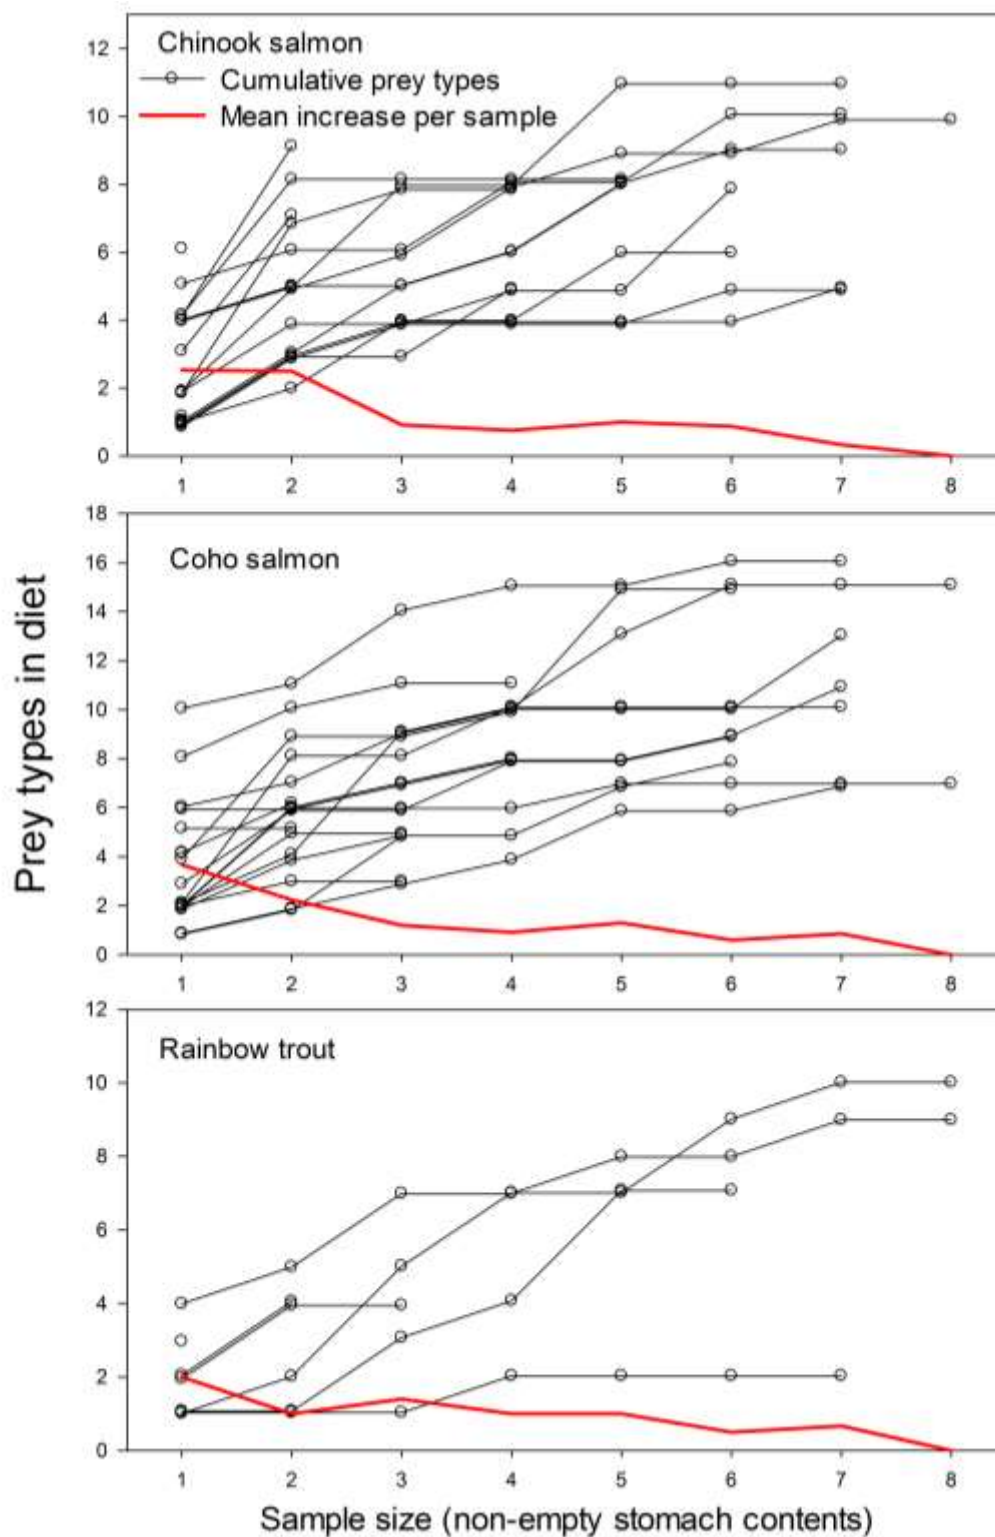 Prey types in diet
Chinook salmon
Cumulative prey types
Mean increase per sample
12
10
8
6
4
2
0
1 2 3 4 5 6 7 8
Coho salmon
18
16
14
12
10
8
6
4
2
0
1 2 3 4 5 6 7 8
Rainbow trout
12
10
8
6
4
2
0
1 2 3 4 5 6 7 8
Sample size (non-empty stomach contents)